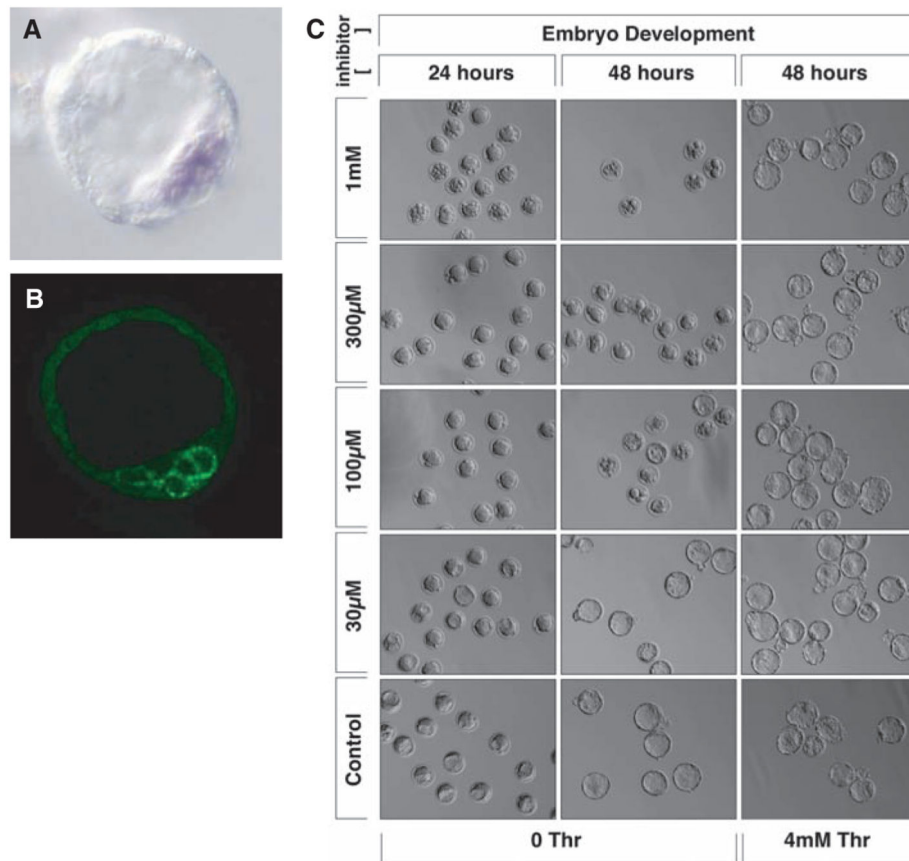 A
B
C
[ inhibitor ]
Embryo Development
24 hours
48 hours
48 hours
1mM
300µM
100µM
30µM
Control
0 Thr
4mM Thr